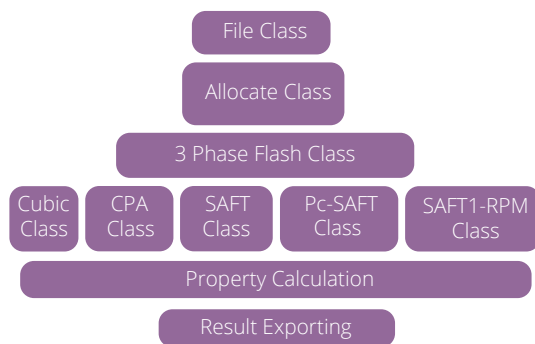 File Class
Allocate Class
3 Phase Flash Class
Cubic
Class
CPA
Class
SAFT
Class
Pc-SAFT
Class
SAFT1-RPM
Class
Property Calculation
Result Exporting